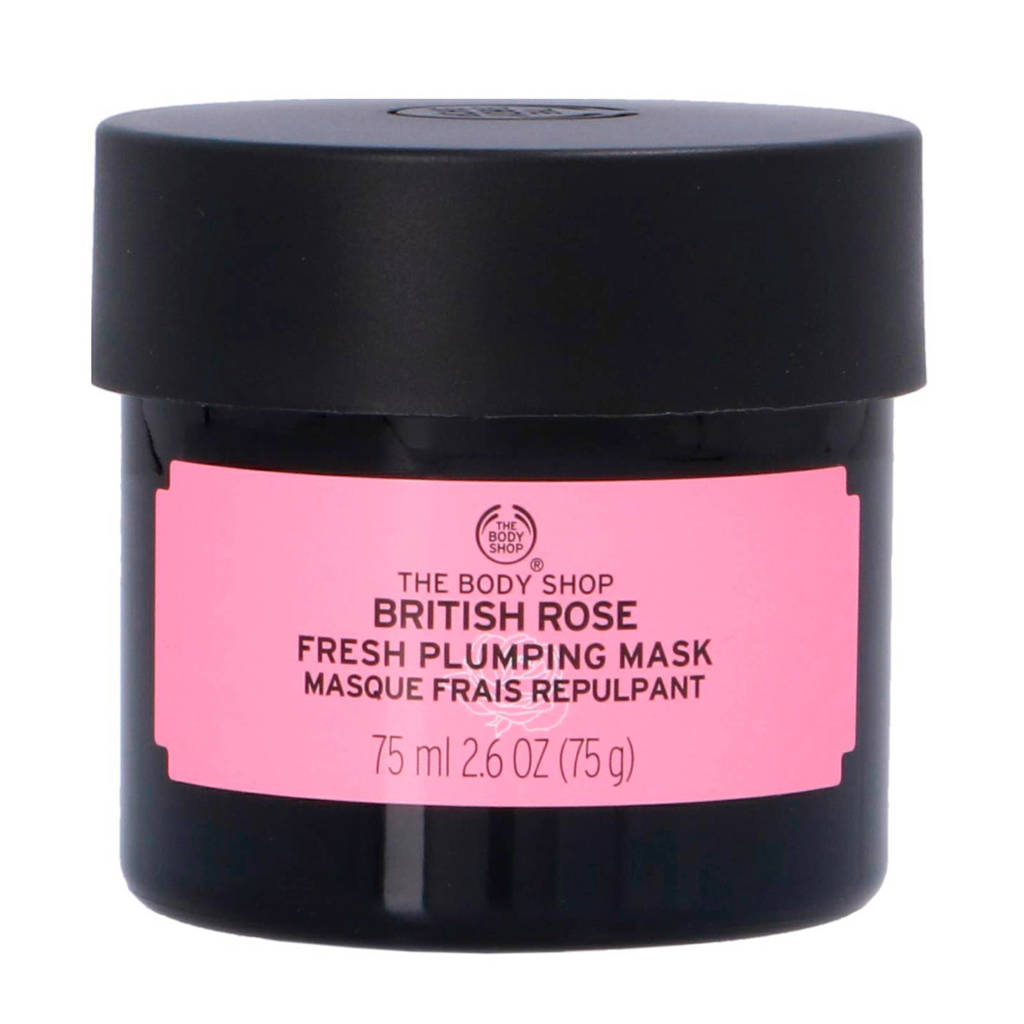 THE
BODY
SHOP
®
THE BODY SHOP
BRITISH ROSE
FRESH PLUMPING MASK
MASQUE FRAIS REPULPANT
75 ml 2.6 OZ (75 g)